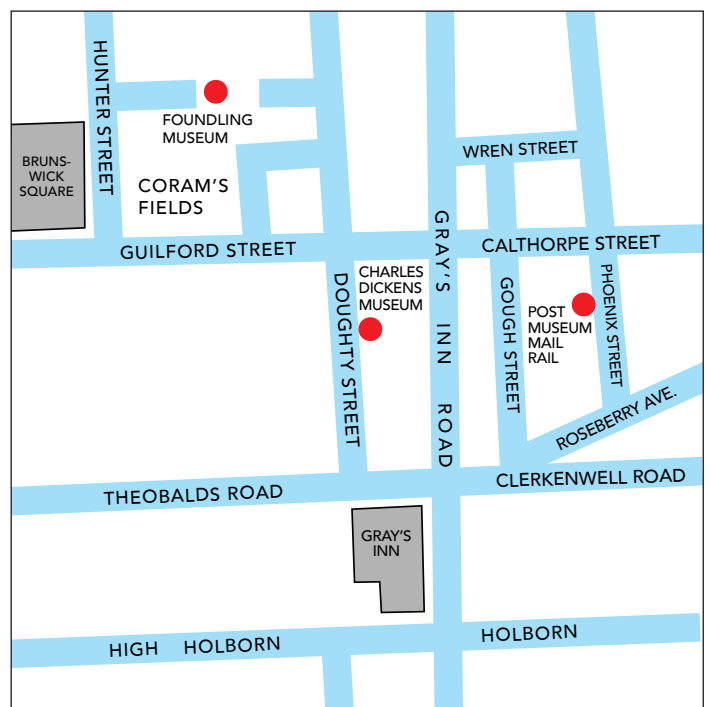 HUNTER STREET
FOUNDLING
MUSEUM
BRUNS-
WICK
SQUARE
CORAM'S
FIELDS
WREN STREET
GUILFORD STREET
CALTHORPE STREET
GRAY'S INN ROAD
DOUGHTY STREET
CHARLES
DICKENS
MUSEUM
GOUGH STREET
POST
MUSEUM
MAIL
RAIL
PHOENIX STREET
ROSEBERRY AVE.
THEOBALDS ROAD
CLERKENWELL ROAD
GRAY'S
INN
HIGH HOLBORN
HOLBORN